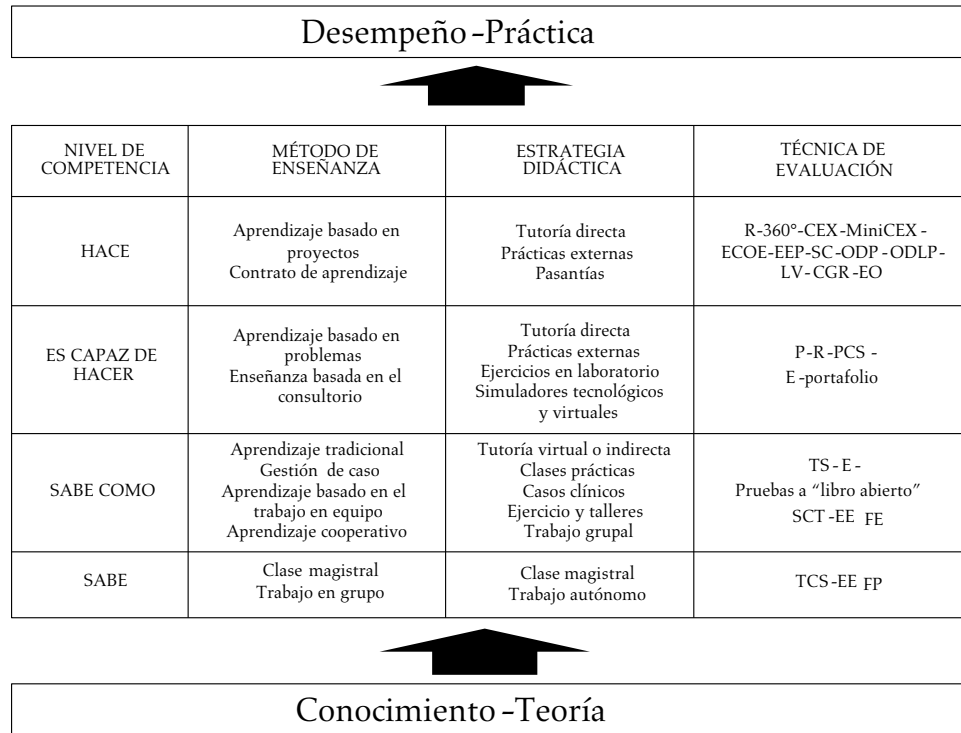 Desempeño-Práctica
NIVEL DE
COMPETENCIA
MÉTODO DE
ENSEÑANZA
ESTRATEGIA
DIDÁCTICA
TÉCNICA DE
EVALUACIÓN
HACE
Aprendizaje basado en
proyectos
Contrato de aprendizaje
Tutoría directa
Prácticas externas
Pasantías
R-360°-CEX-MiniCEX-
ECOE-EEP-SC-ODP-ODLP-
LV-CGR-EO
ES CAPAZ DE
HACER
Aprendizaje basado en
problemas
Enseñanza basada en el
consultorio
Tutoría directa
Prácticas externas
Ejercicios en laboratorio
Simuladores tecnológicos
y virtuales
P-R-PCS-
E-portafolio
SABE COMO
Aprendizaje tradicional
Gestión de caso
Aprendizaje basado en el
trabajo en equipo
Aprendizaje cooperativo
Tutoría virtual o indirecta
Clases prácticas
Casos clínicos
Ejercicio y talleres
Trabajo grupal
TS-E-
Pruebas a “libro abierto”
SCT-EE FE
SABE
Clase magistral
Trabajo en grupo
Clase magistral
Trabajo autónomo
TCS-EE FP
Conocimiento-Teoría